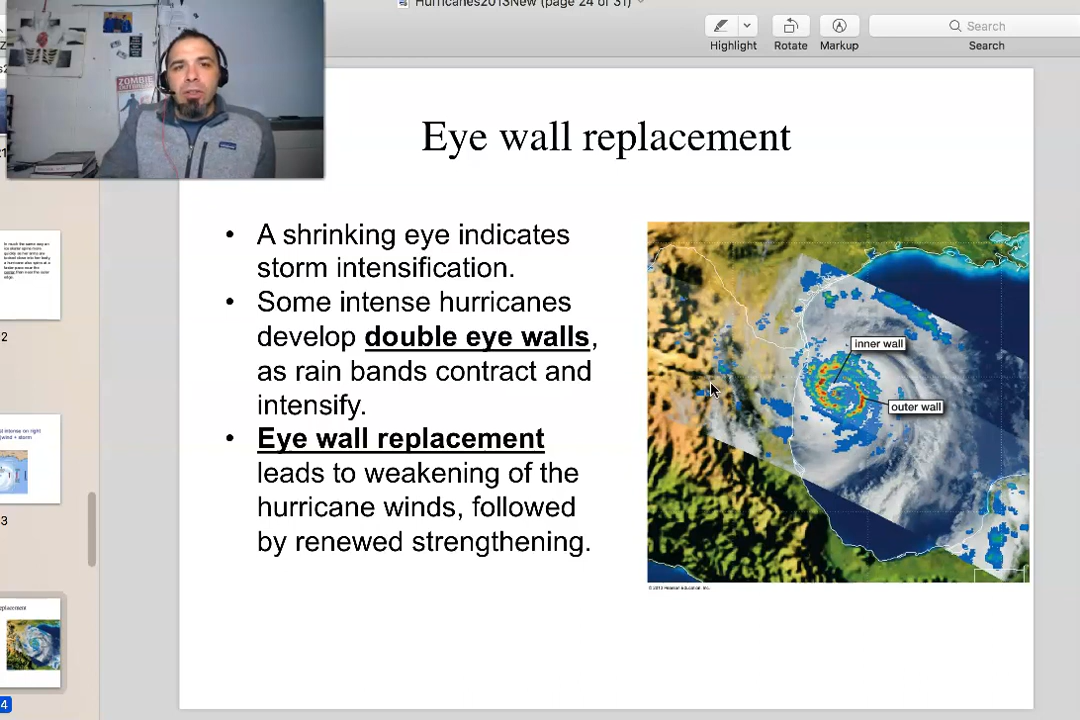 Hurricanes2013New (page 24 of 31)
Search
Highlight
Rotate
Markup
Search
ZOMBIE
Eye wall replacement
• A shrinking eye indicates
storm intensification.
• Some intense hurricanes
develop double eye walls,
as rain bands contract and
intensify.
• Eye wall replacement
leads to weakening of the
hurricane winds, followed
by renewed strengthening.
inner wall
outer wall
2
3
4